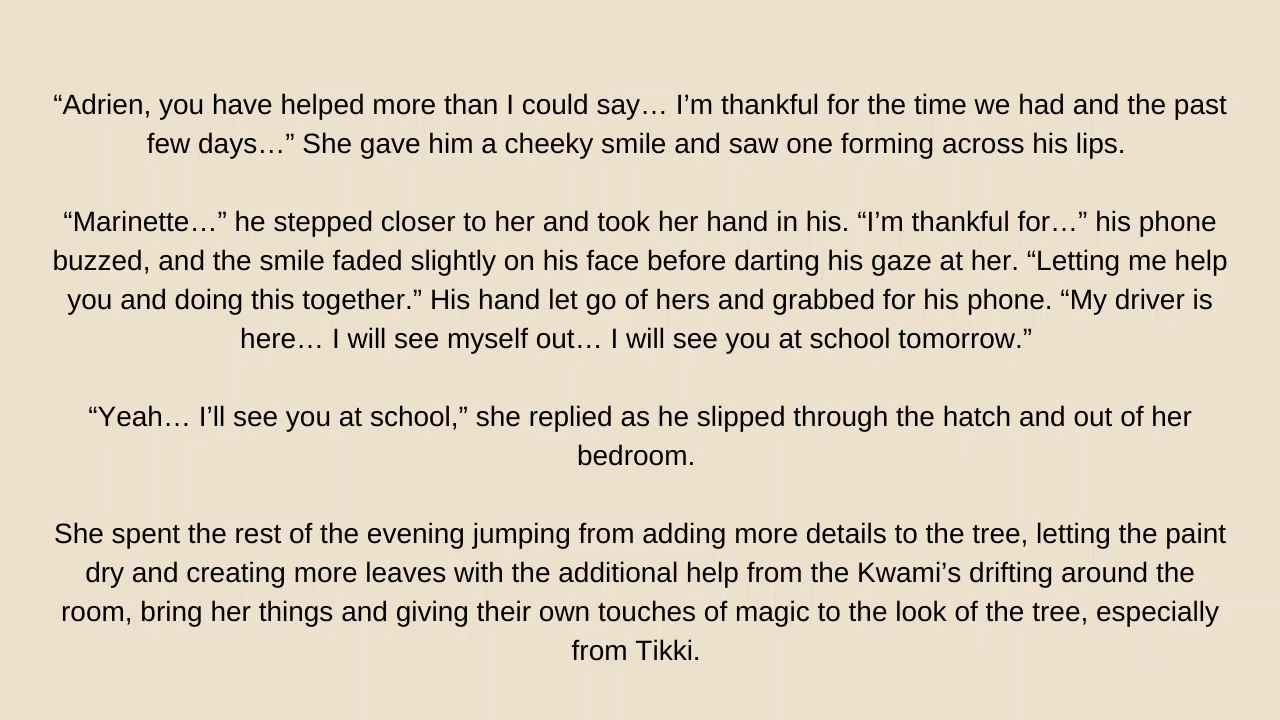 “Adrien, you have helped more than I could say… I’m thankful for the time we had and the past
few days…” She gave him a cheeky smile and saw one forming across his lips.
“Marinette…” he stepped closer to her and took her hand in his. “I’m thankful for…” his phone
buzzed, and the smile faded slightly on his face before darting his gaze at her. “Letting me help
you and doing this together.” His hand let go of hers and grabbed for his phone. “My driver is
here… I will see myself out… I will see you at school tomorrow.”
“Yeah… I’ll see you at school,” she replied as he slipped through the hatch and out of her
bedroom.
She spent the rest of the evening jumping from adding more details to the tree, letting the paint
dry and creating more leaves with the additional help from the Kwami’s drifting around the
room, bring her things and giving their own touches of magic to the look of the tree, especially
from Tikki.